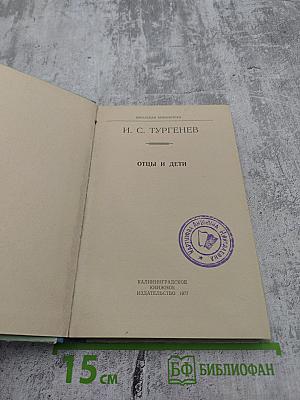 ШКОЛЬНАЯ БИБЛИОТЕКА
И. С. ТУРГЕНЕВ
ОТЦЫ И ДЕТИ
КАЛИНИНГРАДСКОЕ
КНИЖНОЕ
ИЗДАТЕЛЬСТВО 1977
15 см
БФ БИБЛИОФАН